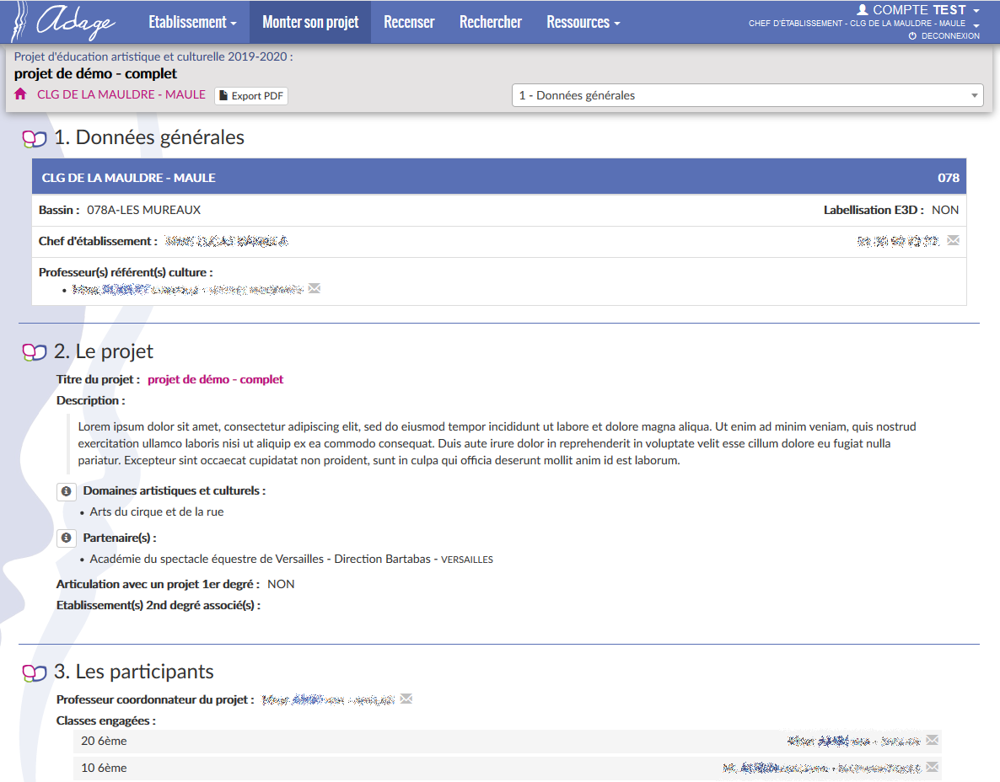 Adage
Etablissement
Monter son projet
Recenser
Rechercher
Ressources
COMPTE TEST
CHEF D'ÉTABLISSEMENT - CLG DE LA MAULDRE - MAULE
DECONNEXION
Projet d'éducation artistique et culturelle 2019-2020 :
projet de démo - complet
CLG DE LA MAULDRE - MAULE
Export PDF
1 - Données générales
1. Données générales
CLG DE LA MAULDRE - MAULE 078
Bassin : 078A-LES MUREAUX Labellisation E3D : NON
Chef d'établissement :
Professeur(s) référent(s) culture :
2. Le projet
Titre du projet : projet de démo - complet
Description :
Lorem ipsum dolor sit amet, consectetur adipiscing elit, sed do eiusmod tempor incididunt ut labore et dolore magna aliqua. Ut enim ad minim veniam, quis nostrud
exercitation ullamco laboris nisi ut aliquip ex ea commodo consequat. Duis aute irure dolor in reprehenderit in voluptate velit esse cillum dolore eu fugiat nulla
pariatur. Excepteur sint occaecat cupidatat non proident, sunt in culpa qui officia deserunt mollit anim id est laborum.
Domaines artistiques et culturels :
• Arts du cirque et de la rue
Partenaire(s) :
• Académie du spectacle équestre de Versailles - Direction Bartabas - VERSAILLES
Articulation avec un projet 1er degré : NON
Etablissement(s) 2nd degré associé(s) :
3. Les participants
Professeur coordonnateur du projet :
Classes engagées :
20 6ème
10 6ème